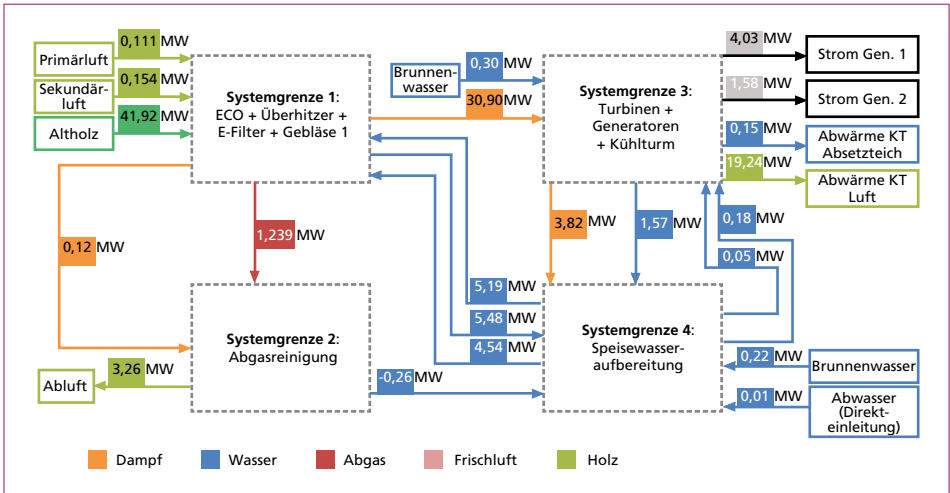 0,111 MW
Primärluft
0,154 MW
Sekundär-
luft
41,92 MW
Altholz
Systemgrenze 1:
ECO + Überhitzer +
E-Filter + Gebläse 1
Brunnen-
wasser
0,30 MW
30,90 MW
Systemgrenze 3:
Turbinen +
Generatoren
+ Kühlturm
4,03 MW
Strom Gen. 1
1,58 MW
Strom Gen. 2
0,15 MW
Abwärme KT
Absetzteich
19,24 MW
Abwärme KT
Luft
0,12 MW
1,239 MW
3,82 MW
1,57 MW
0,18 MW
0,05 MW
5,19 MW
5,48 MW
4,54 MW
Systemgrenze 2:
Abgasreinigung
3,26 MW
Abluft
-0,26 MW
Systemgrenze 4:
Speisewasser-
aufbereitung
0,22 MW
Brunnenwasser
0,01 MW
Abwasser
(Direkt-
einleitung)
Dampf
Wasser
Abgas
Frischluft
Holz